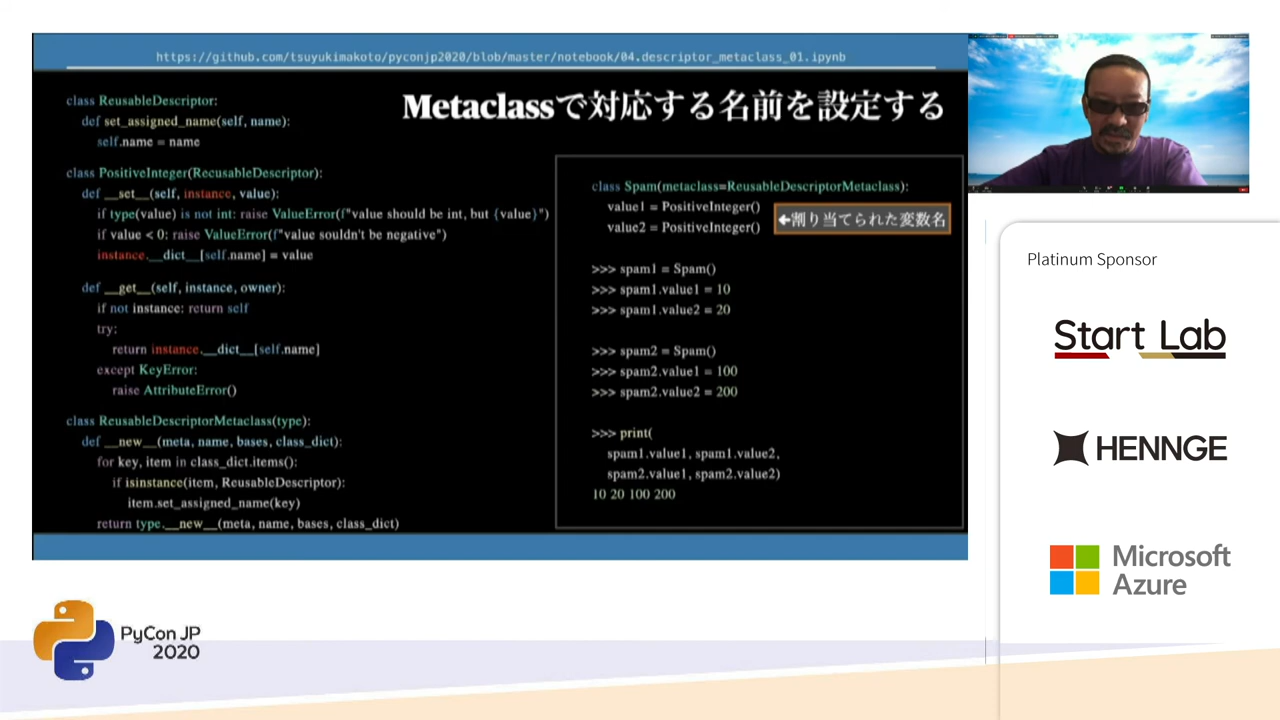 https://github.com/tsuyukimakoto/pyconjp2020/blob/master/notebook/04.descriptor_metaclass_01.ipynb
Metaclassで対応する名前を設定する
class ReusableDescriptor:
def set_assigned_name(self, name):
self.name = name
class PositiveInteger(RecusableDescriptor):
def __set__(self, instance, value):
if type(value) is not int: raise ValueError(f"value should be int, but {value}")
if value < 0: raise ValueError(f"value souldn't be negative")
instance.__dict__[self.name] = value
def __get__(self, instance, owner):
if not instance: return self
try:
return instance.__dict__[self.name]
except KeyError:
raise AttributeError()
class ReusableDescriptorMetaclass(type):
def __new__(meta, name, bases, class_dict):
for key, item in class_dict.items():
if isinstance(item, ReusableDescriptor):
item.set_assigned_name(key)
return type.__new__(meta, name, bases, class_dict)
class Spam(metaclass=ReusableDescriptorMetaclass):
value1 = PositiveInteger()
value2 = PositiveInteger()
←割り当てられた変数名
>>> spam1 = Spam()
>>> spam1.value1 = 10
>>> spam1.value2 = 20
>>> spam2 = Spam()
>>> spam2.value1 = 100
>>> spam2.value2 = 200
>>> print(
spam1.value1, spam1.value2,
spam2.value1, spam2.value2)
10 20 100 200
Platinum Sponsor
Start Lab
HENNGE
Microsoft
Azure
PyCon JP
2020